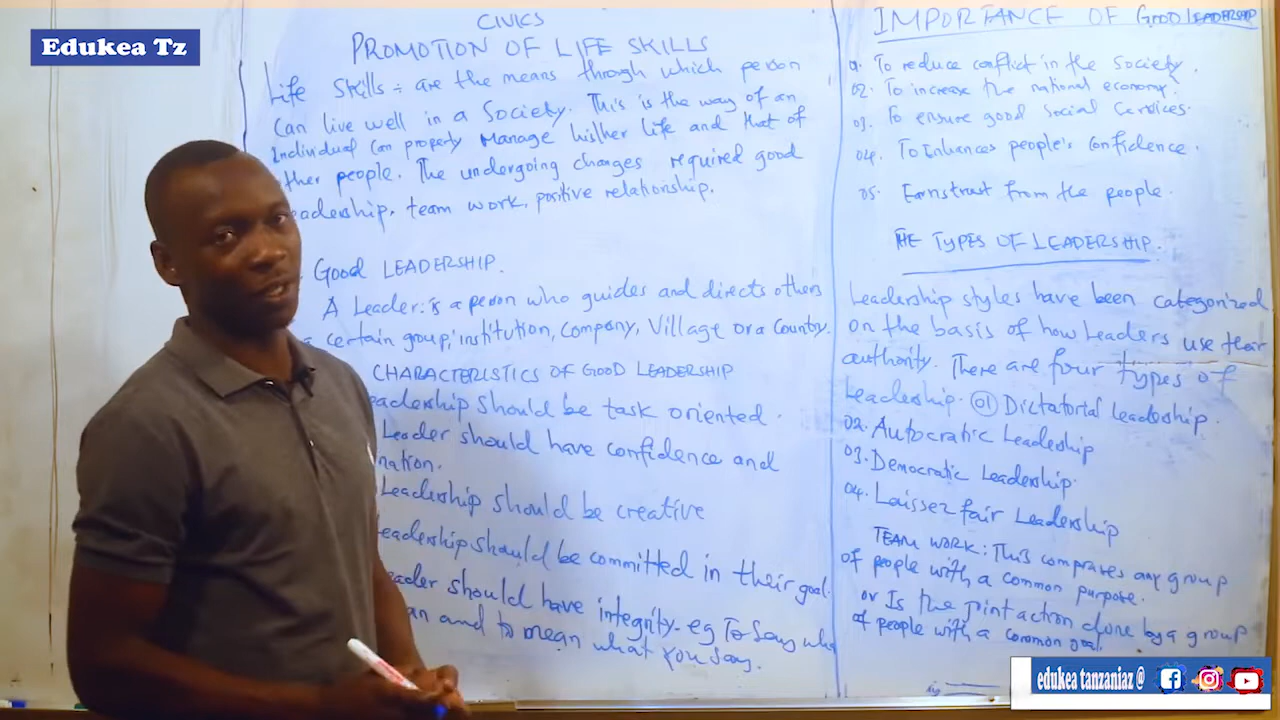 Edukea Tz
CIVICS
PROMOTION OF LIFE SKILLS
Life Skills ÷ are the means through which person
Can live well in a Society. This is the way of an
Individual Can properly Manage his/her life and that of
ther people. The undergoing changes required good
eadership, team work, positive relationship.
Good LEADERSHIP.
A Leader: is a person who guides and directs others
certain group, institution, Company, Village or a Country.
CHARACTERISTICS OF GOOD LEADERSHIP
eadership should be task oriented.
Leader should have confidence and
nation.
Leadership should be creative
eadership should be committed in their goal.
eader should have integrity - eg To Say wha
an and to mean what you say.
IMPORTANCE OF GOOD LEADERSHIP
01. To reduce conflict in the Society.
02. To increase the national economy.
03. To ensure good Social Services.
04. To Enhances people's Confidence.
05. from the people.
THE TYPES OF LEADERSHIP.
Leadership styles have been categorized
on the basis of how Leaders use their
authority. There are four types of
Leadership. 01 Dictatorial leadership.
02. Autocratic Leadership
03. Democratic Leadership.
04. Laissez fair Leadership
TEAM WORK: This comprises any group
of people with a common purpose.
or Is the joint action done by a group
of people with a common goal.
edukea tanzaniaz @